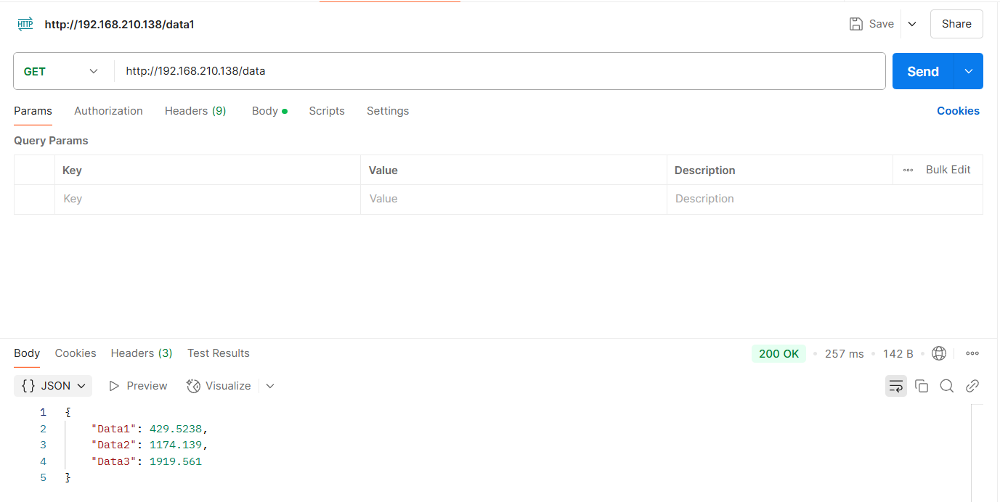 HTTP http://192.168.210.138/data1 Save Share
GET http://192.168.210.138/data Send
Params Authorization Headers (9) Body Scripts Settings Cookies
Query Params
Key Value Description Bulk Edit
Key Value Description
Body Cookies Headers (3) Test Results 200 OK 257 ms 142 B
{} JSON Preview Visualize
1 {
2 "Data1": 429.5238,
3 "Data2": 1174.139,
4 "Data3": 1919.561
5 }